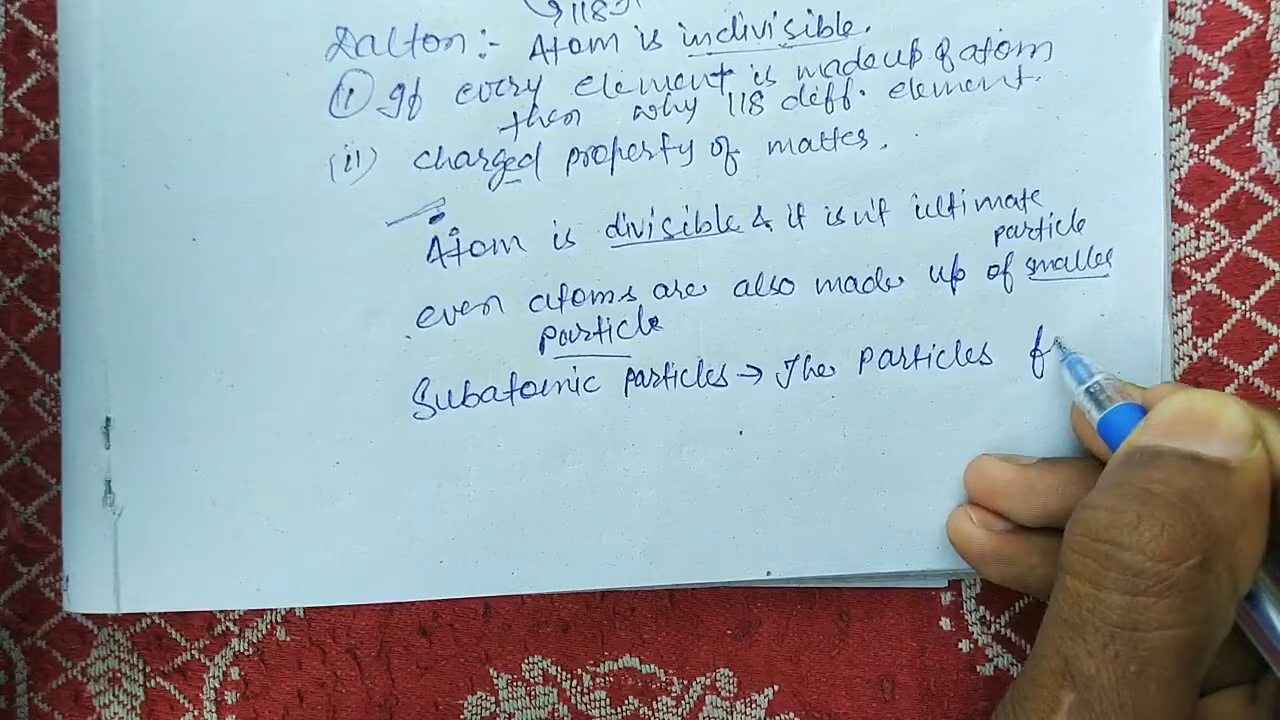 118
Dalton:- Atom is indivisible.
(i) If every element is made up of atom
then why 118 diff. element.
(ii) charged property of matter.
Atom is divisible & it isn't ultimate
particle
even atoms are also made up of smaller
particle
Subatomic particles → The particles f